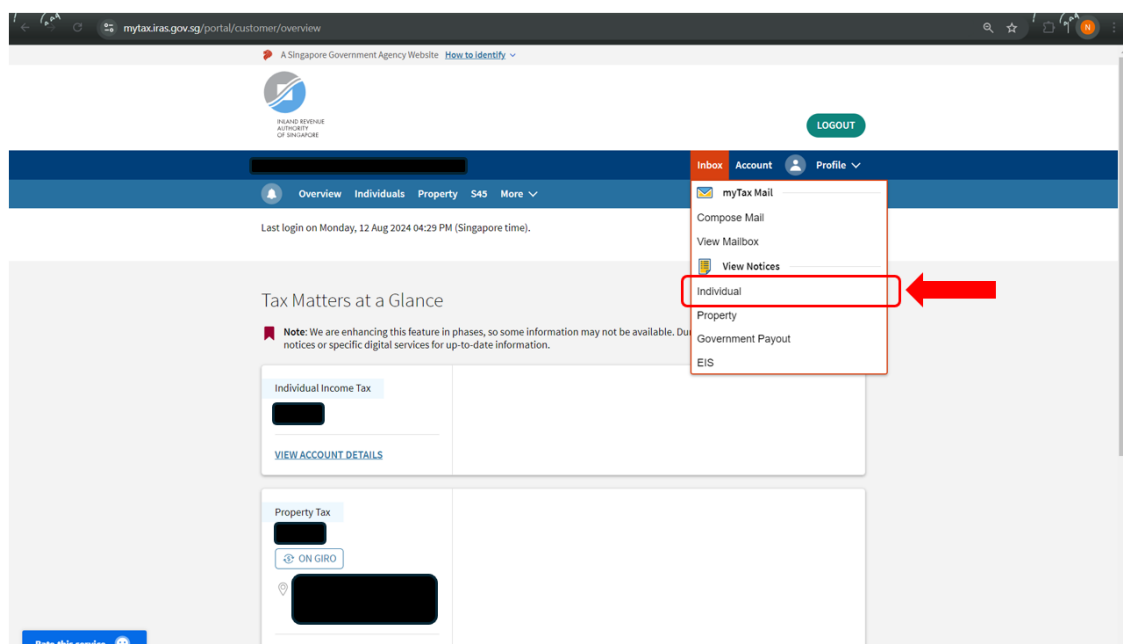 mytax.iras.gov.sg/portal/customer/overview
N
A Singapore Government Agency Website How to identify
INLAND REVENUE
AUTHORITY
OF SINGAPORE
LOGOUT
Inbox Account Profile
Overview Individuals Property S45 More
myTax Mail
Compose Mail
View Mailbox
View Notices
Individual
Property
Government Payout
EIS
Last login on Monday, 12 Aug 2024 04:29 PM (Singapore time).
Tax Matters at a Glance
Note: We are enhancing this feature in phases, so some information may not be available. Du
notices or specific digital services for up-to-date information.
Individual Income Tax
VIEW ACCOUNT DETAILS
Property Tax
ON GIRO
Rate this service